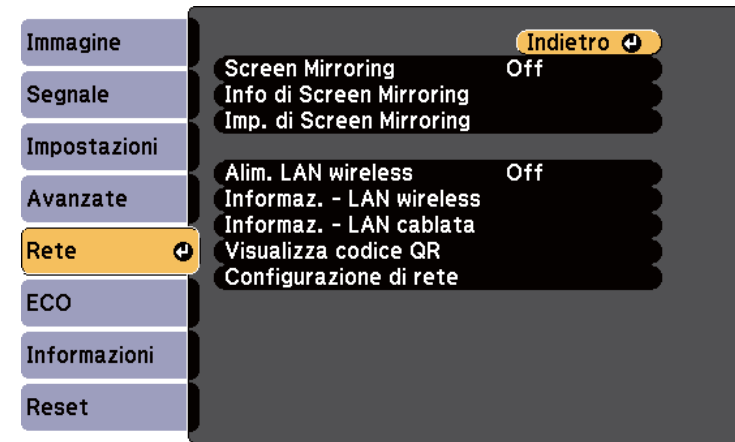 Immagine
Segnale
Impostazioni
Avanzate
Rete
ECO
Informazioni
Reset
Indietro
Screen Mirroring Off
Info di Screen Mirroring
Imp. di Screen Mirroring
Alim. LAN wireless Off
Informaz. - LAN wireless
Informaz. - LAN cablata
Visualizza codice QR
Configurazione di rete